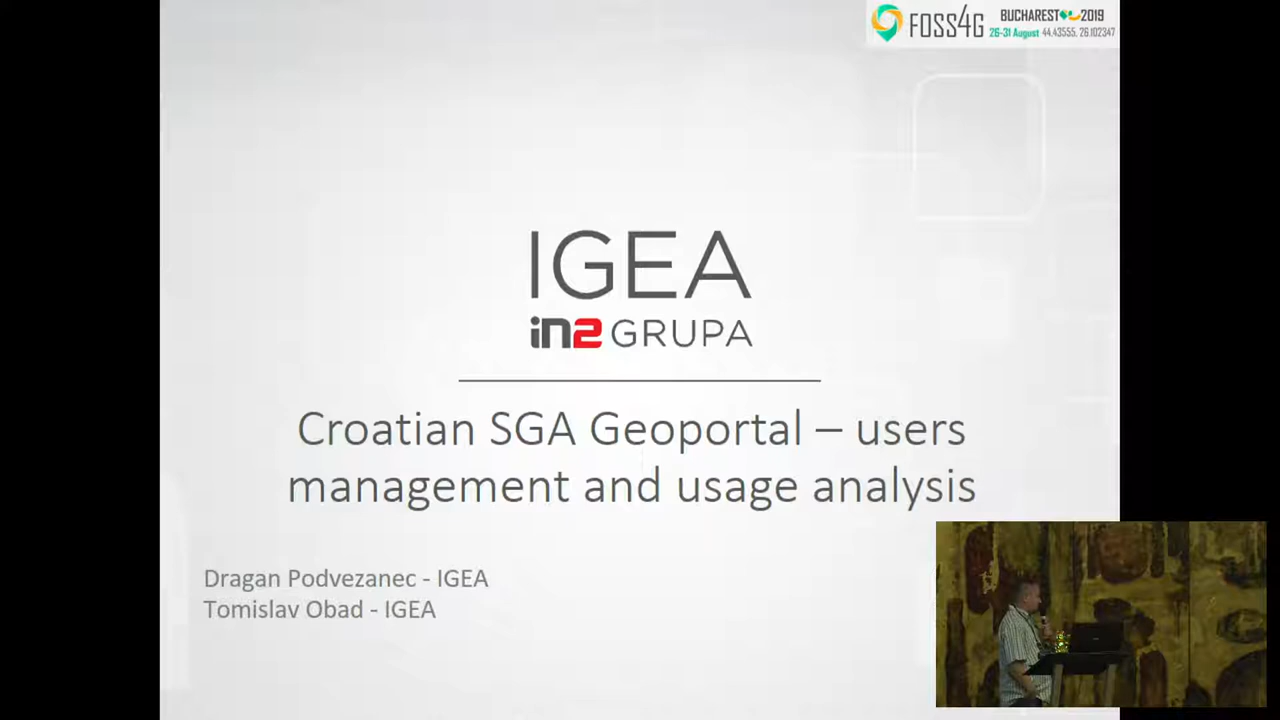 FOSS4G
BUCHAREST 2019
26-31 August 44.43555, 26.102347
IGEA
in2 GRUPA
Croatian SGA Geoportal – users
management and usage analysis
Dragan Podvezanec - IGEA
Tomislav Obad - IGEA